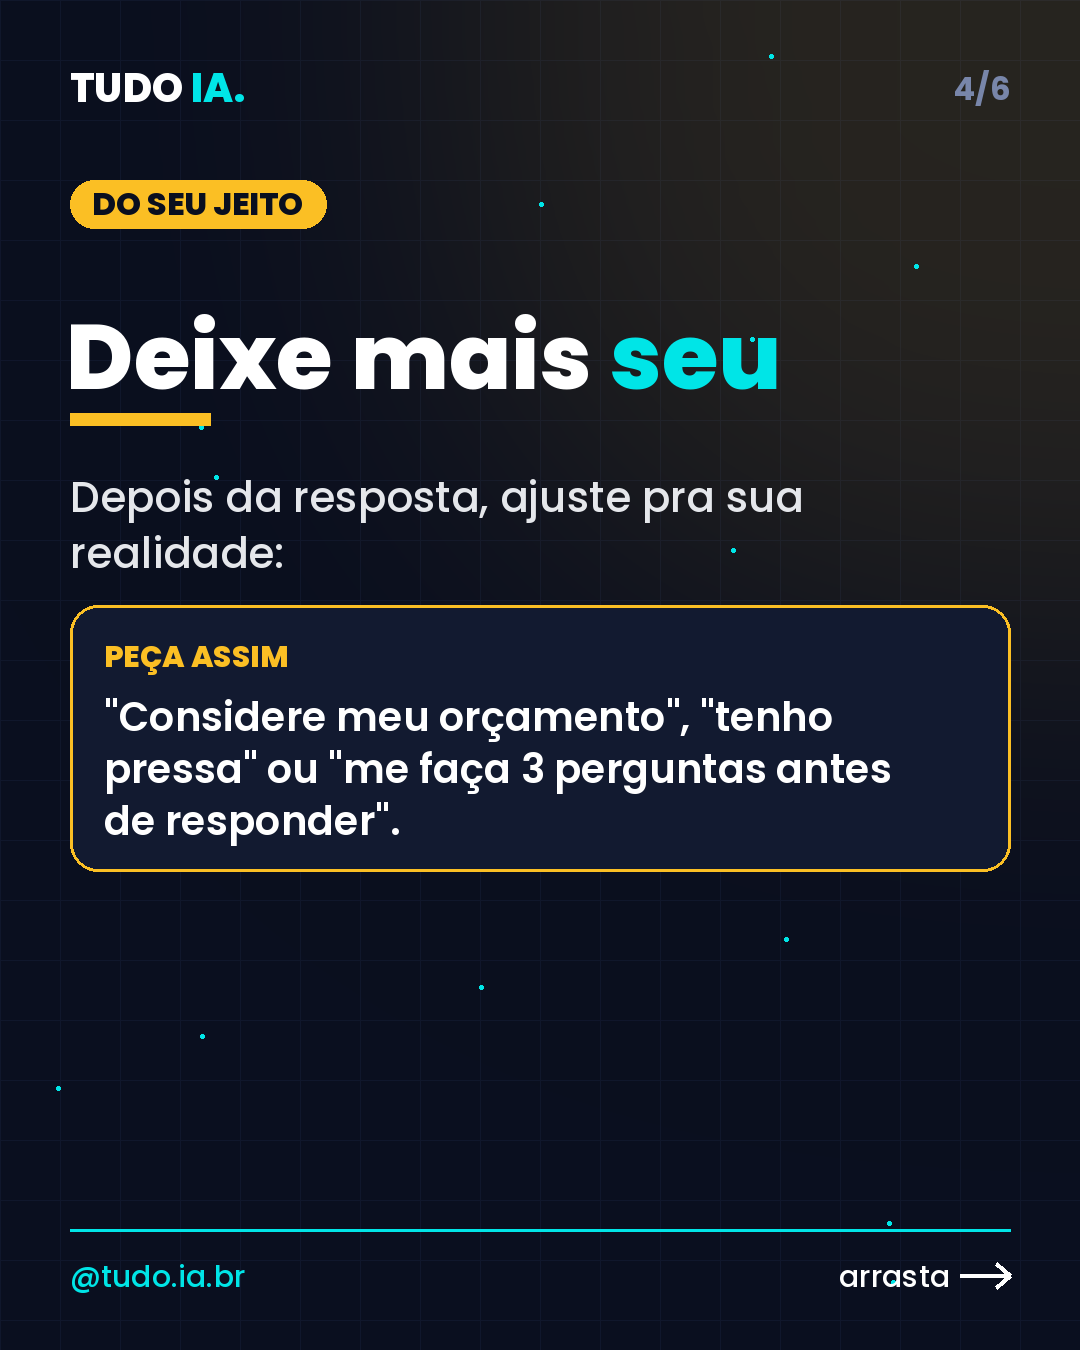 TUDO IA.
4/6
DO SEU JEITO
Deixe mais seu
Depois da resposta, ajuste pra sua
realidade:
PEÇA ASSIM
"Considere meu orçamento", "tenho
pressa" ou "me faça 3 perguntas antes
de responder".
@tudo.ia.br
arrasta